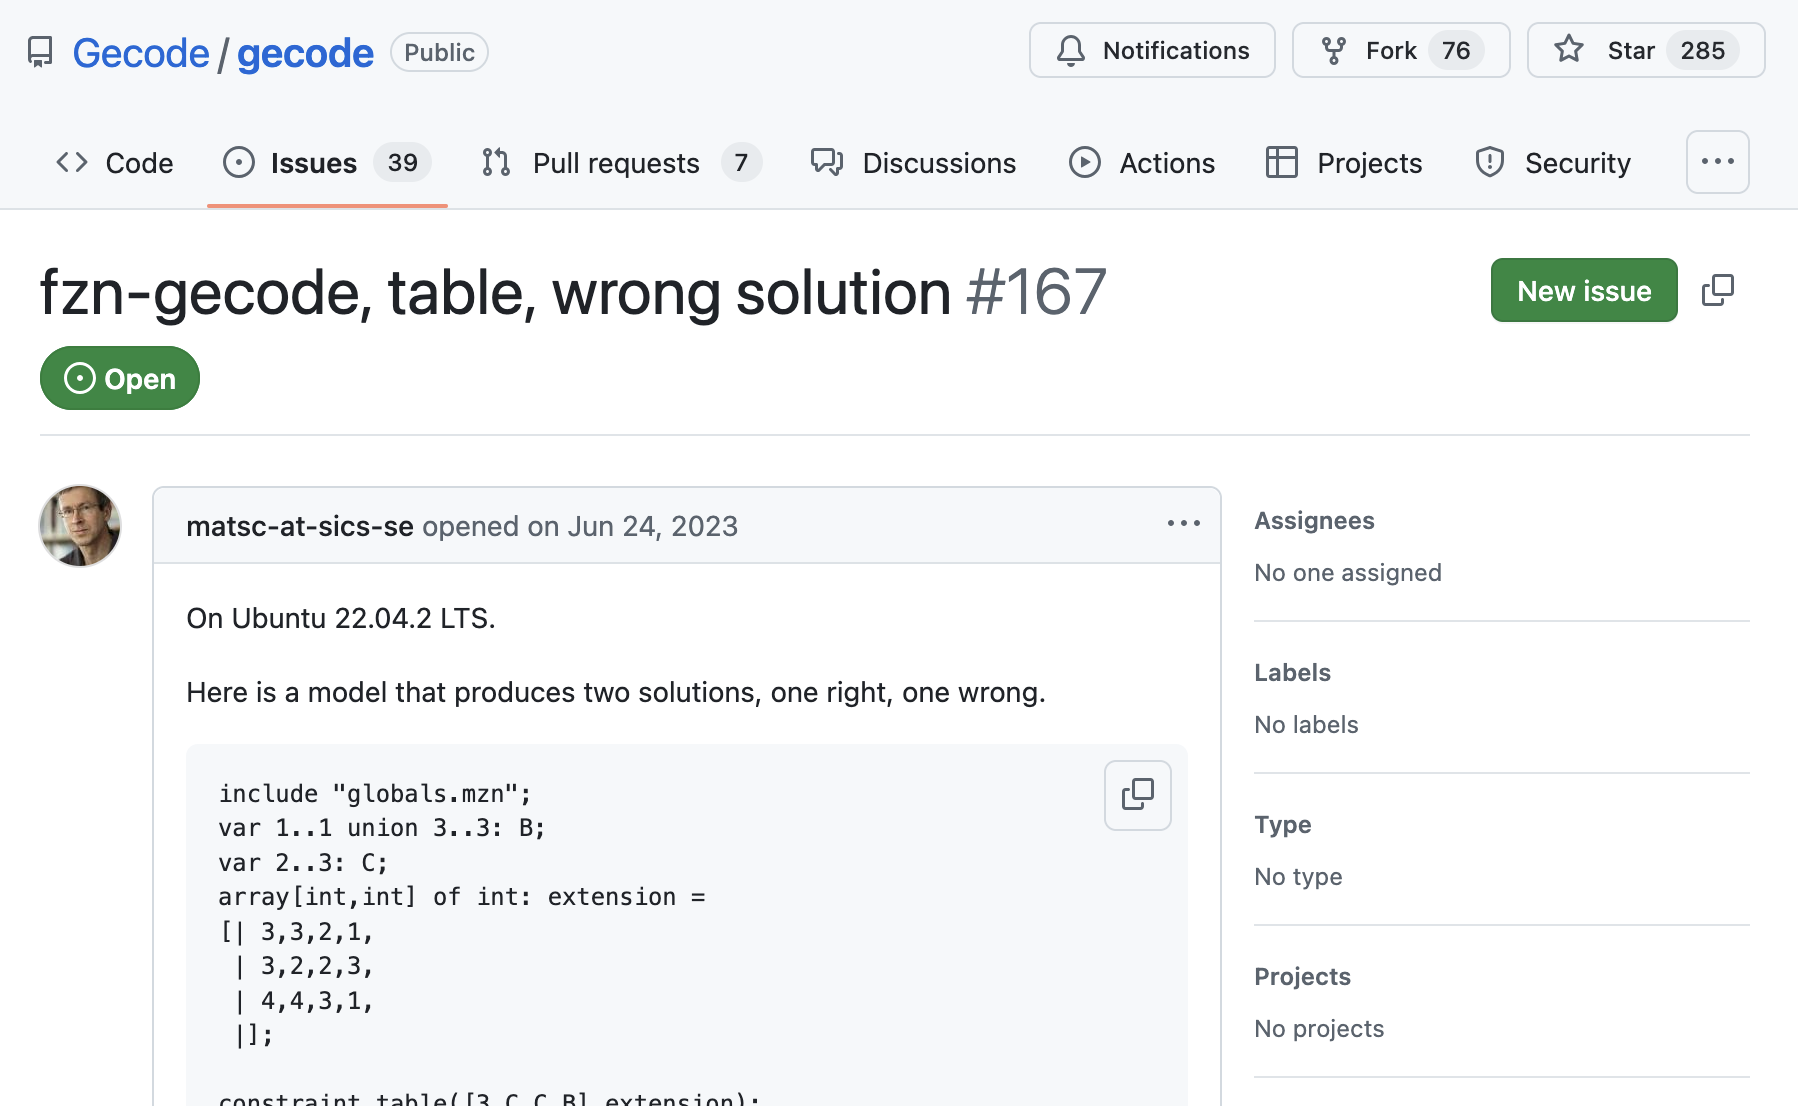 Gecode / gecode Public
Notifications
Fork 76
Star 285
Code
Issues 39
Pull requests 7
Discussions
Actions
Projects
Security
fzn-gecode, table, wrong solution #167
New issue
Open
matsc-at-sics-se opened on Jun 24, 2023
On Ubuntu 22.04.2 LTS.
Here is a model that produces two solutions, one right, one wrong.
include "globals.mzn";
var 1..1 union 3..3: B;
var 2..3: C;
array[int,int] of int: extension =
[| 3,3,2,1,
 | 3,2,2,3,
 | 4,4,3,1,
 |];
constraint table([3,C,C,B],extension);
Assignees
No one assigned
Labels
No labels
Type
No type
Projects
No projects